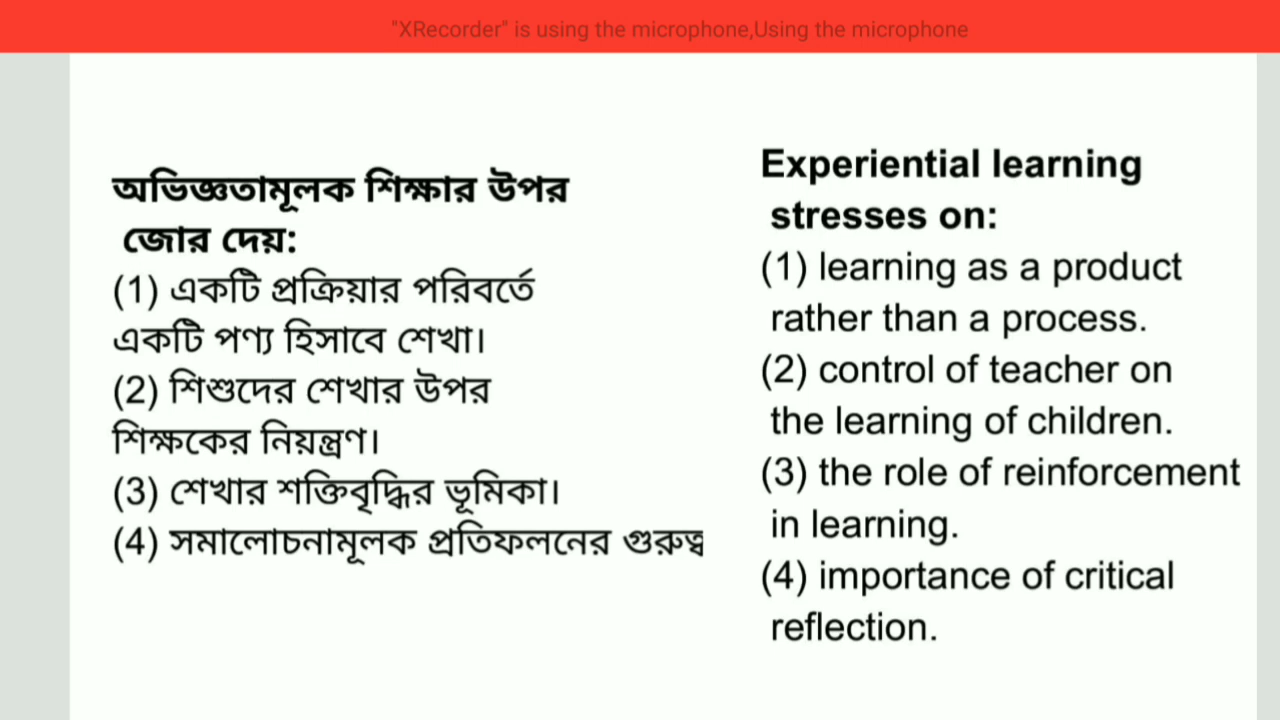 "XRecorder" is using the microphone,Using the microphone
অভিজ্ঞতামূলক শিক্ষার উপর
জোর দেয়:
(1) একটি প্রক্রিয়ার পরিবর্তে
একটি পণ্য হিসাবে শেখা।
(2) শিশুদের শেখার উপর
শিক্ষকের নিয়ন্ত্রণ।
(3) শেখার শক্তিবৃদ্ধির ভূমিকা।
(4) সমালোচনামূলক প্রতিফলনের গুরুত্ব
Experiential learning
stresses on:
(1) learning as a product
rather than a process.
(2) control of teacher on
the learning of children.
(3) the role of reinforcement
in learning.
(4) importance of critical
reflection.